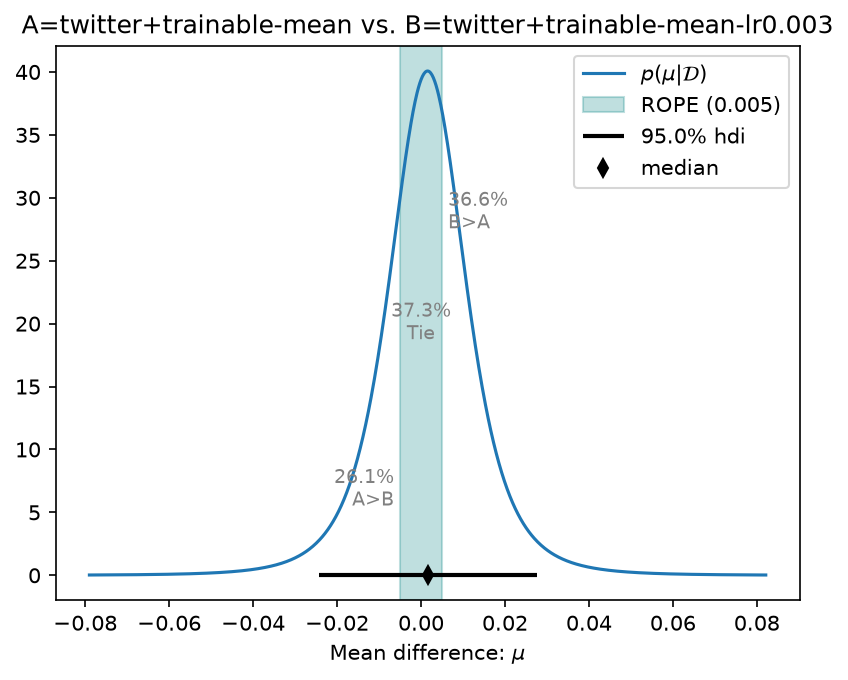 A=twitter+trainable-mean vs. B=twitter+trainable-mean-lr0.003
p(μ|𝒟)
ROPE (0.005)
95.0% hdi
median
40
35
30
25
20
15
10
5
0
36.6%
B>A
37.3%
Tie
26.1%
A>B
−0.08
−0.06
−0.04
−0.02
0.00
0.02
0.04
0.06
0.08
Mean difference: μ